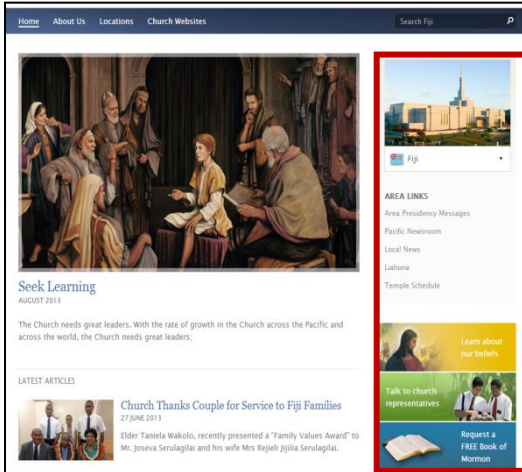 Home About Us Locations Church Websites Search Fiji
Seek Learning
AUGUST 2013
The Church needs great leaders. With the rate of growth in the Church across the Pacific and
across the world, the Church needs great leaders;
LATEST ARTICLES
Church Thanks Couple for Service to Fiji Families
27 JUNE 2013
Elder Taniela Wakolo, recently presented a "Family Values Award" to
Mr. Joseva Serulagilai and his wife Mrs Rejieli Jijilia Serulagilai.
Fiji
AREA LINKS
Area Presidency Messages
Pacific Newsroom
Local News
Liahona
Temple Schedule
Learn about
our beliefs
Talk to church
representatives
Request a
FREE Book of
Mormon